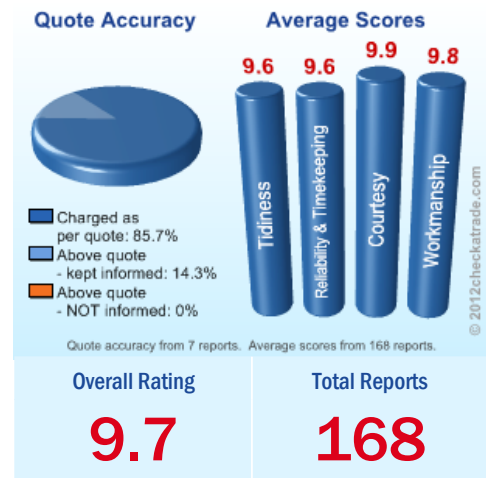 Quote Accuracy
Average Scores
9.6
9.6
9.9
9.8
Tidiness
Reliability & Timekeeping
Courtesy
Workmanship
Charged as
per quote: 85.7%
Above quote
- kept informed: 14.3%
Above quote
- NOT informed: 0%
© 2012checkatrade.com
Quote accuracy from 7 reports. Average scores from 168 reports.
Overall Rating
9.7
Total Reports
168